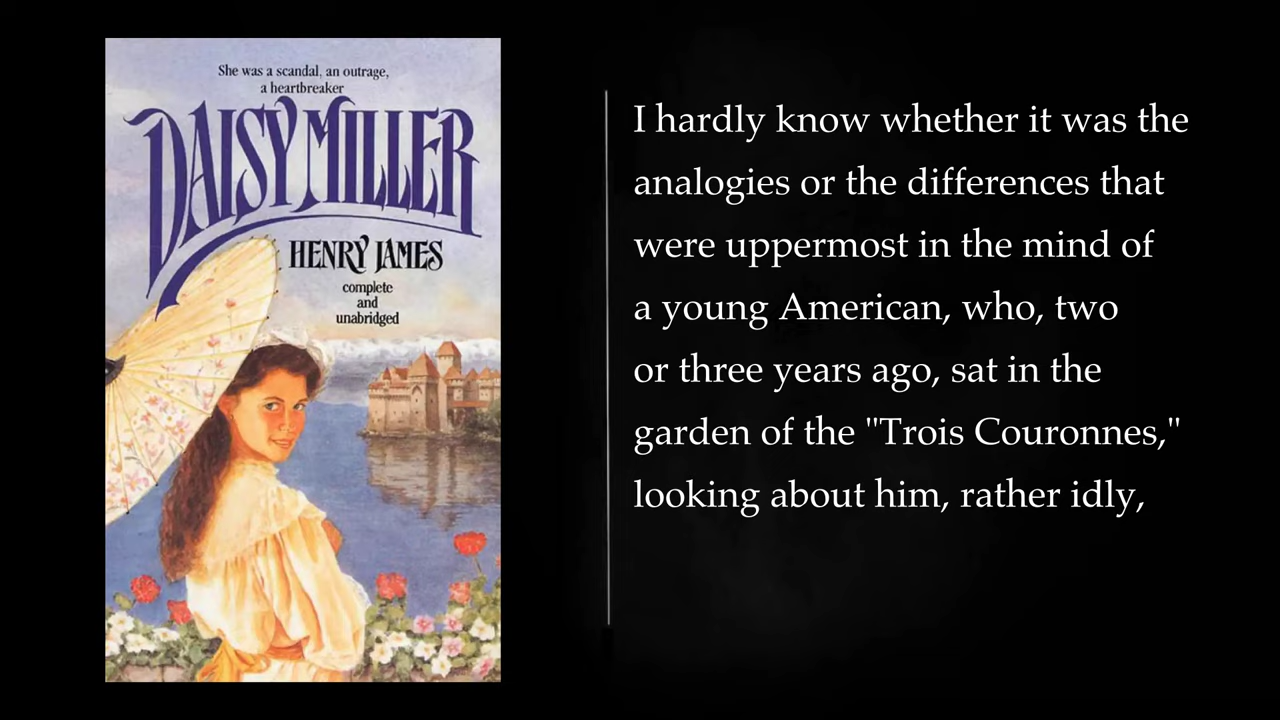 She was a scandal, an outrage,
a heartbreaker
DAISY MILLER
HENRY JAMES
complete
and
unabridged
I hardly know whether it was the
analogies or the differences that
were uppermost in the mind of
a young American, who, two
or three years ago, sat in the
garden of the "Trois Couronnes,"
looking about him, rather idly,